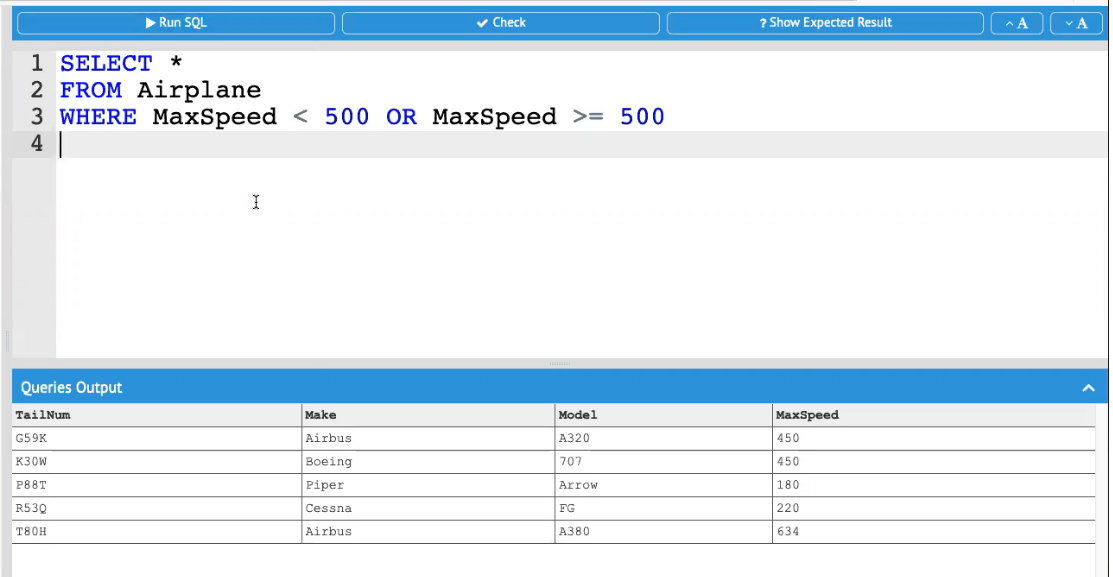 Run SQL
Check
? Show Expected Result
A
A
1 SELECT *
2 FROM Airplane
3 WHERE MaxSpeed < 500 OR MaxSpeed >= 500
4
Queries Output
TailNum Make Model MaxSpeed
G59K Airbus A320 450
K30W Boeing 707 450
P88T Piper Arrow 180
R53Q Cessna FG 220
T80H Airbus A380 634